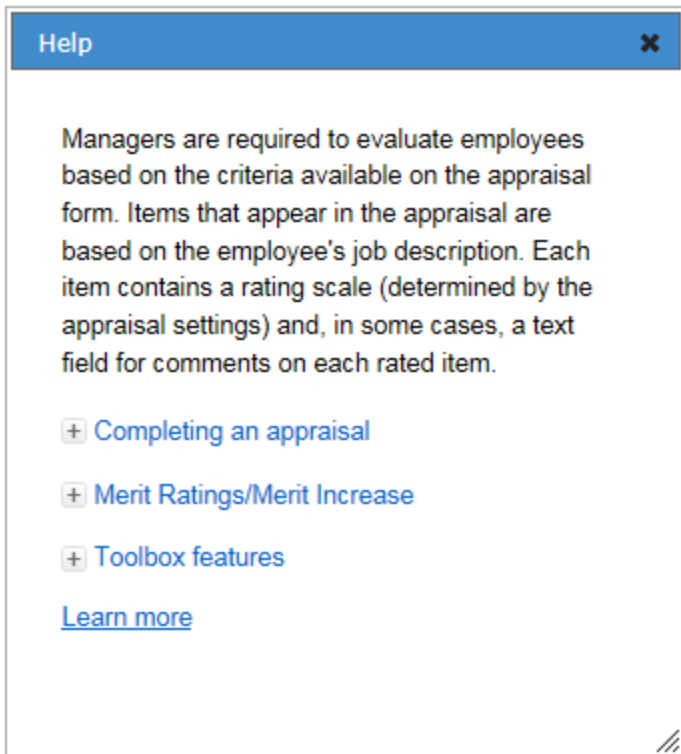 Help
Managers are required to evaluate employees
based on the criteria available on the appraisal
form. Items that appear in the appraisal are
based on the employee's job description. Each
item contains a rating scale (determined by the
appraisal settings) and, in some cases, a text
field for comments on each rated item.
Completing an appraisal
Merit Ratings/Merit Increase
Toolbox features
Learn more